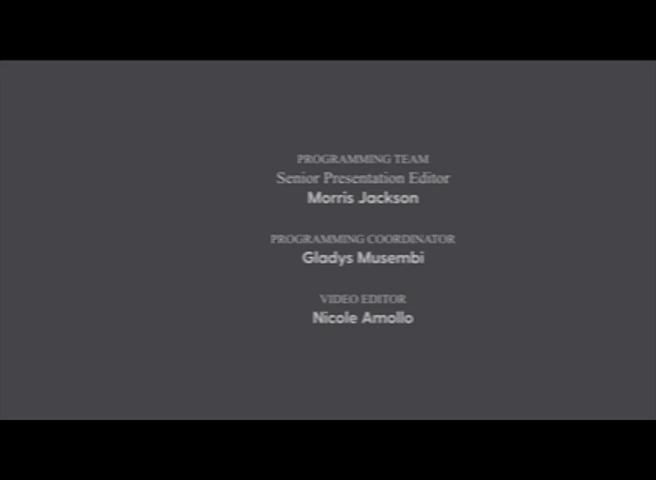 PROGRAMMING TEAM
Senior Presentation Editor
Morris Jackson
PROGRAMMING COORDINATOR
Gladys Musembi
VIDEO EDITOR
Nicole Amollo